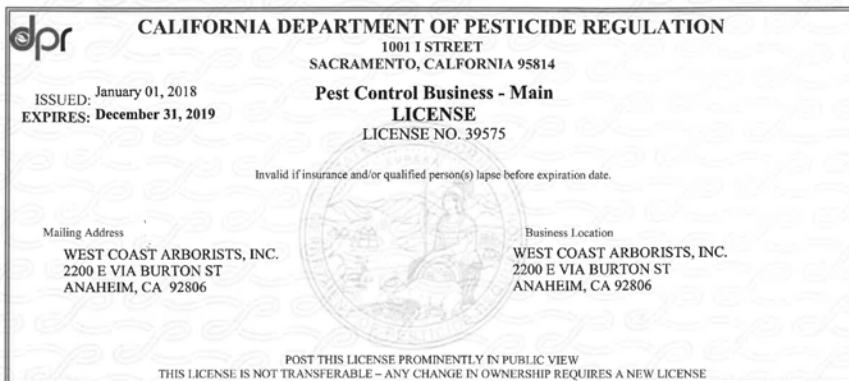 dpr
CALIFORNIA DEPARTMENT OF PESTICIDE REGULATION
1001 I STREET
SACRAMENTO, CALFORNIA 95814
ISSUED: January 01, 2018
EXPIRES: December 31, 2019
Pest Control Business - Main
LICENSE
LICENSE NO. 39575
Invalid if insurance and/or qualified person(s) lapse before expiration date.
Mailing Address
WEST COAST ARBORISTS, INC.
2200 E VIA BURTON ST
ANAHEIM, CA 92806
Business Location
WEST COAST ARBORISTS, INC.
2200 E VIA BURTON ST
ANAHEIM, CA 92806
POST THIS LICENSE PROMINENTLY IN PUBLIC VIEW
THIS LICENSE IS NOT TRANSFERABLE – ANY CHANGE IN OWNERSHIP REQUIRES A NEW LICENSE